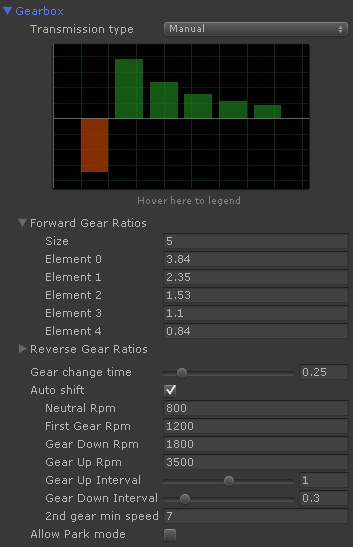 Gearbox
Transmission type Manual
Hover here to legend
Forward Gear Ratios
Size 5
Element 0 3.84
Element 1 2.35
Element 2 1.53
Element 3 1.1
Element 4 0.84
Reverse Gear Ratios
Gear change time 0.25
Auto shift
Neutral Rpm 800
First Gear Rpm 1200
Gear Down Rpm 1800
Gear Up Rpm 3500
Gear Up Interval 1
Gear Down Interval 0.3
2nd gear min speed 7
Allow Park mode